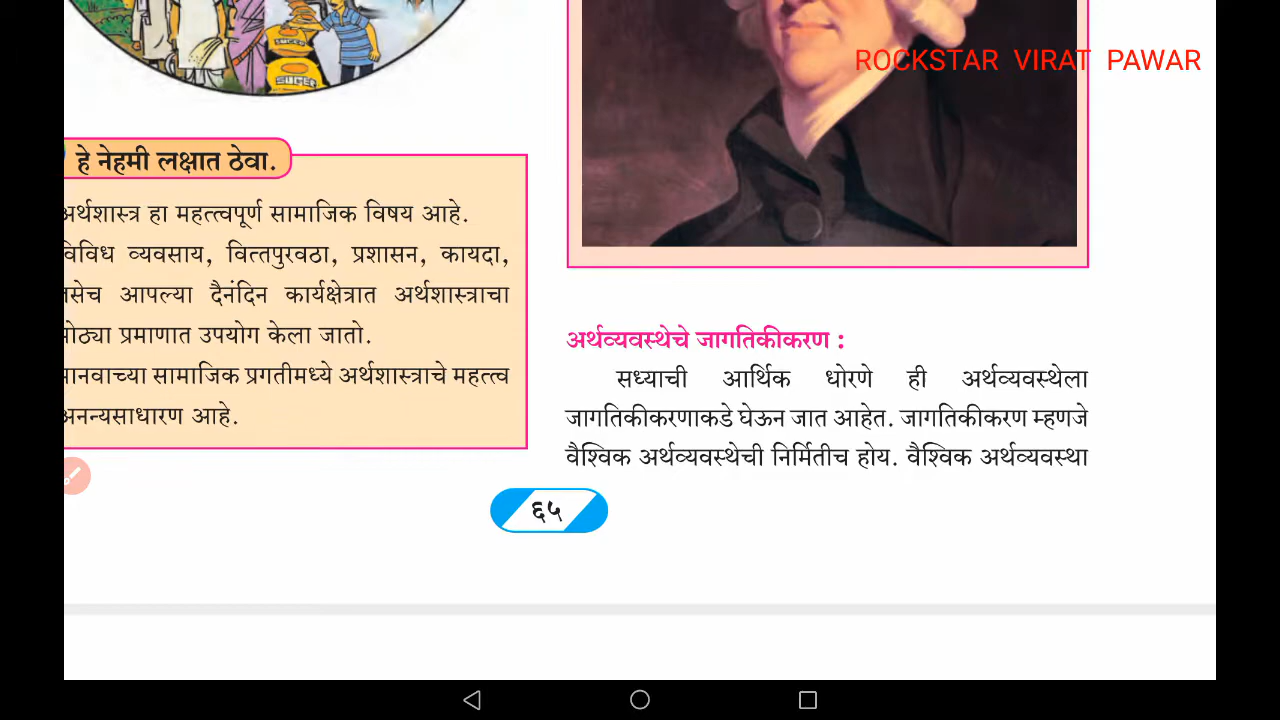 ROCKSTAR VIRAT PAWAR
SUGER
हे नेहमी लक्षात ठेवा.
अर्थशास्त्र हा महत्त्वपूर्ण सामाजिक विषय आहे.
विविध व्यवसाय, वित्तपुरवठा, प्रशासन, कायदा,
तसेच आपल्या दैनंदिन कार्यक्षेत्रात अर्थशास्त्राचा
मोठ्या प्रमाणात उपयोग केला जातो.
मानवाच्या सामाजिक प्रगतीमध्ये अर्थशास्त्राचे महत्त्व
अनन्यसाधारण आहे.
अर्थव्यवस्थेचे जागतिकीकरण :
सध्याची आर्थिक धोरणे ही अर्थव्यवस्थेला
जागतिकीकरणाकडे घेऊन जात आहेत. जागतिकीकरण म्हणजे
वैश्विक अर्थव्यवस्थेची निर्मितीच होय. वैश्विक अर्थव्यवस्था
६५